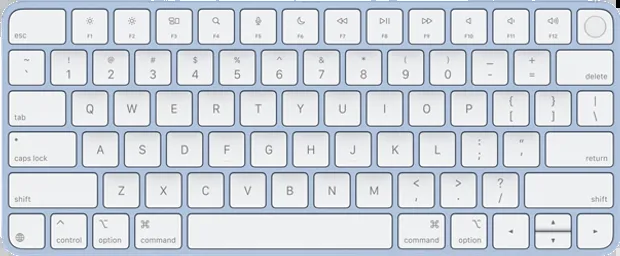 esc F1 F2 F3 F4 F5 F6 F7 F8 F9 F10 F11 F12
~ ! @ # $ % ^ & * ( ) _ +
` 1 2 3 4 5 6 7 8 9 0 - = delete
tab Q W E R T Y U I O P { [ } ] | \
caps lock A S D F G H J K L : ; " ' return
shift Z X C V B N M < , > . ? / shift
^ control ⌥ option ⌘ command ⌘ command ⌥ option